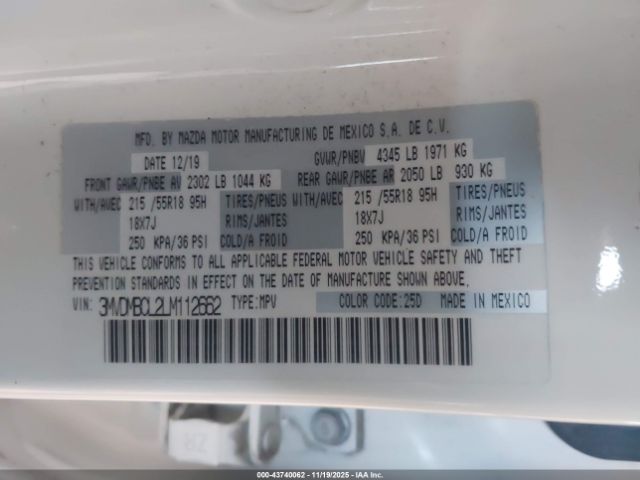 MFD. BY MAZDA MOTOR MANUFACTURING DE MEXICO S.A. DE C.V.
DATE 12/19 GVWR/PNBV 4345 LB 1971 KG
FRONT GAWR/PNBE AV 2302 LB 1044 KG REAR GAWR/PNBE AR 2050 LB 930 KG
WITH/AVEC 215 /55R18 95H TIRES/PNEUS WITH/AVEC 215 /55R18 95H TIRES/PNEUS
18X7J RIMS/JANTES 18X7J RIMS/JANTES
250 KPA/36 PSI COLD/A FROID 250 KPA/36 PSI COLD/A FROID
THIS VEHICLE CONFORMS TO ALL APPLICABLE FEDERAL MOTOR VEHICLE SAFETY AND THEFT
PREVENTION STANDARDS IN EFFECT ON THE DATE OF MANUFACTURE SHOWN ABOVE.
VIN: 3MVDMBCL2LM112662 TYPE:MPV COLOR CODE:25D MADE IN MEXICO
ZR
000-43740062 - 11/19/2025 - IAA Inc.